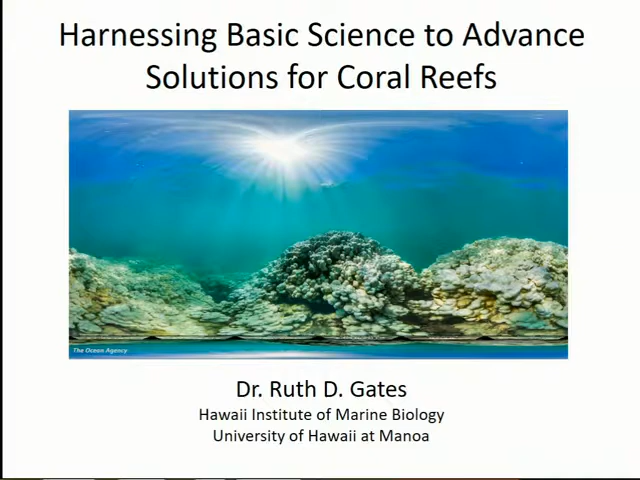 Harnessing Basic Science to Advance
Solutions for Coral Reefs
The Ocean Agency
Dr. Ruth D. Gates
Hawaii Institute of Marine Biology
University of Hawaii at Manoa